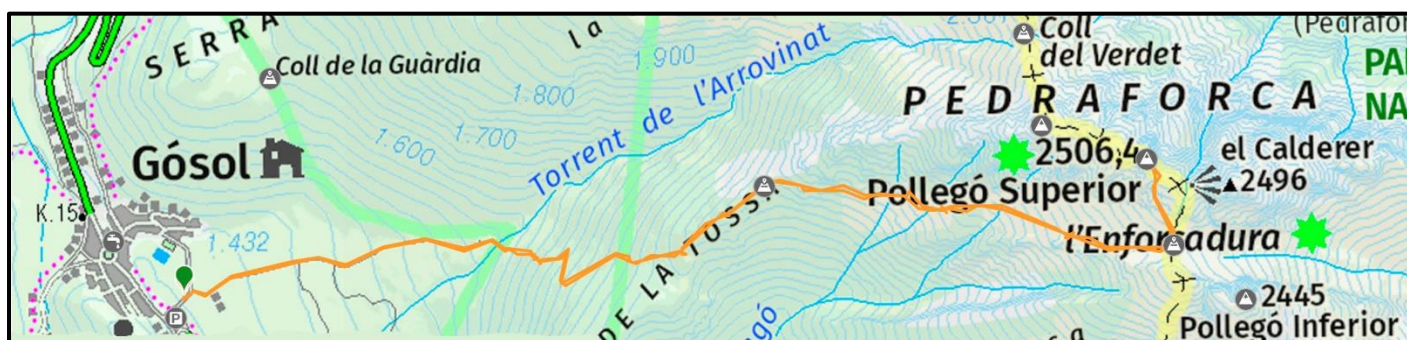 SERRA
la
Coll de la Guàrdia
1.900
1.800
1.700
1.600
Torrent de l'Arrovinat
Coll
del Verdet
(Pedrafor
PA
NA
PEDRAFORCA
Gósol
2506,4
Pollegó Superior
el Calderer
2496
K.15
1.432
l'Enforcadura
DE LA TOSSA
P
2445
Pollegó Inferior